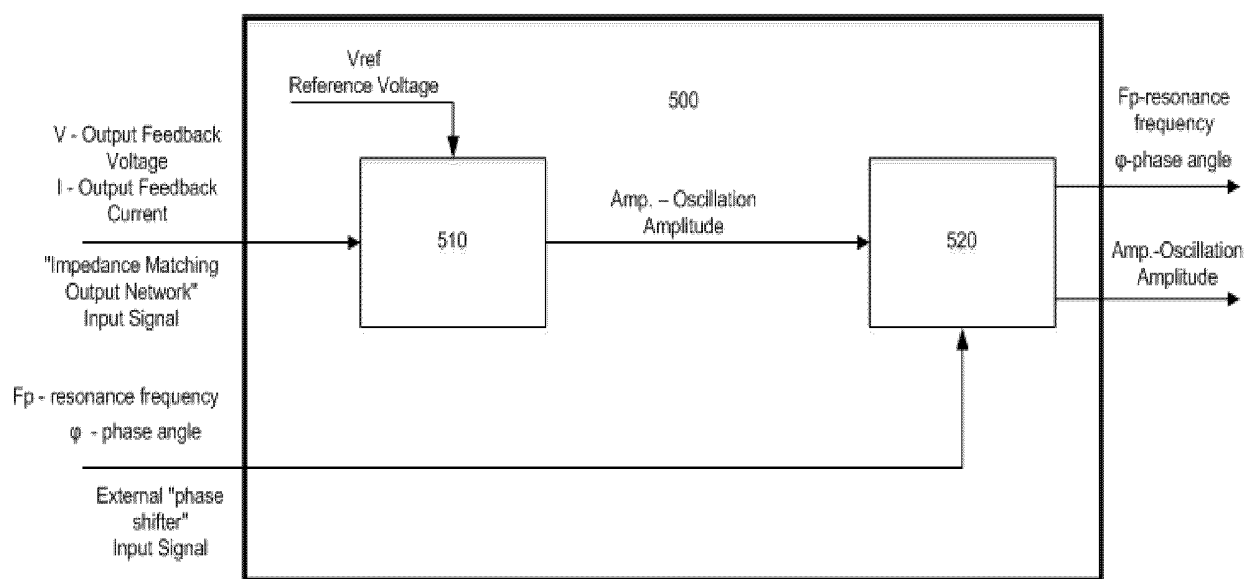 Vref
Reference Voltage
500
V - Output Feedback
Voltage
I - Output Feedback
Current
"Impedance Matching
Output Network"
Input Signal
510
Amp. – Oscillation
Amplitude
520
Fp-resonance
frequency
φ-phase angle
Amp.-Oscillation
Amplitude
Fp - resonance frequency
φ - phase angle
External "phase
shifter"
Input Signal